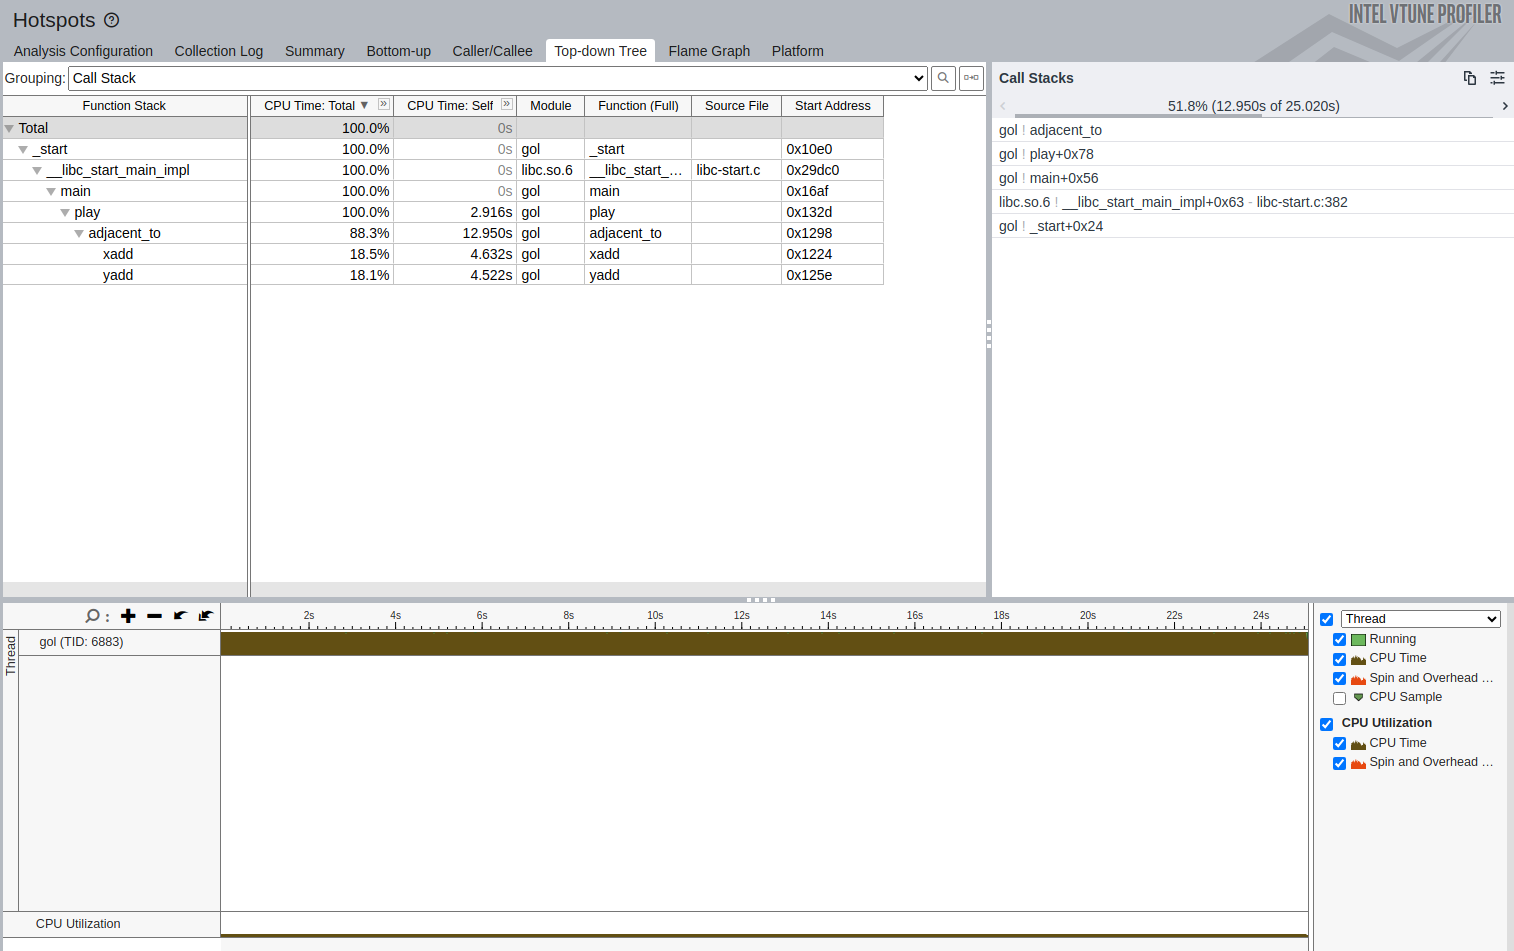 Hotspots ?
INTEL VTUNE PROFILER
Analysis Configuration Collection Log Summary Bottom-up Caller/Callee Top-down Tree Flame Graph Platform
Grouping: Call Stack
Function Stack CPU Time: Total ▼ » CPU Time: Self » Module Function (Full) Source File Start Address
Total 100.0% 0s
_start 100.0% 0s gol _start 0x10e0
__libc_start_main_impl 100.0% 0s libc.so.6 __libc_start_... libc-start.c 0x29dc0
main 100.0% 0s gol main 0x16af
play 100.0% 2.916s gol play 0x132d
adjacent_to 88.3% 12.950s gol adjacent_to 0x1298
xadd 18.5% 4.632s gol xadd 0x1224
yadd 18.1% 4.522s gol yadd 0x125e
Call Stacks
51.8% (12.950s of 25.020s)
gol ! adjacent_to
gol ! play+0x78
gol ! main+0x56
libc.so.6 ! __libc_start_main_impl+0x63 - libc-start.c:382
gol ! _start+0x24
2s 4s 6s 8s 10s 12s 14s 16s 18s 20s 22s 24s
Thread
gol (TID: 6883)
CPU Utilization
Thread
Running
CPU Time
Spin and Overhead ...
CPU Sample
CPU Utilization
CPU Time
Spin and Overhead ...